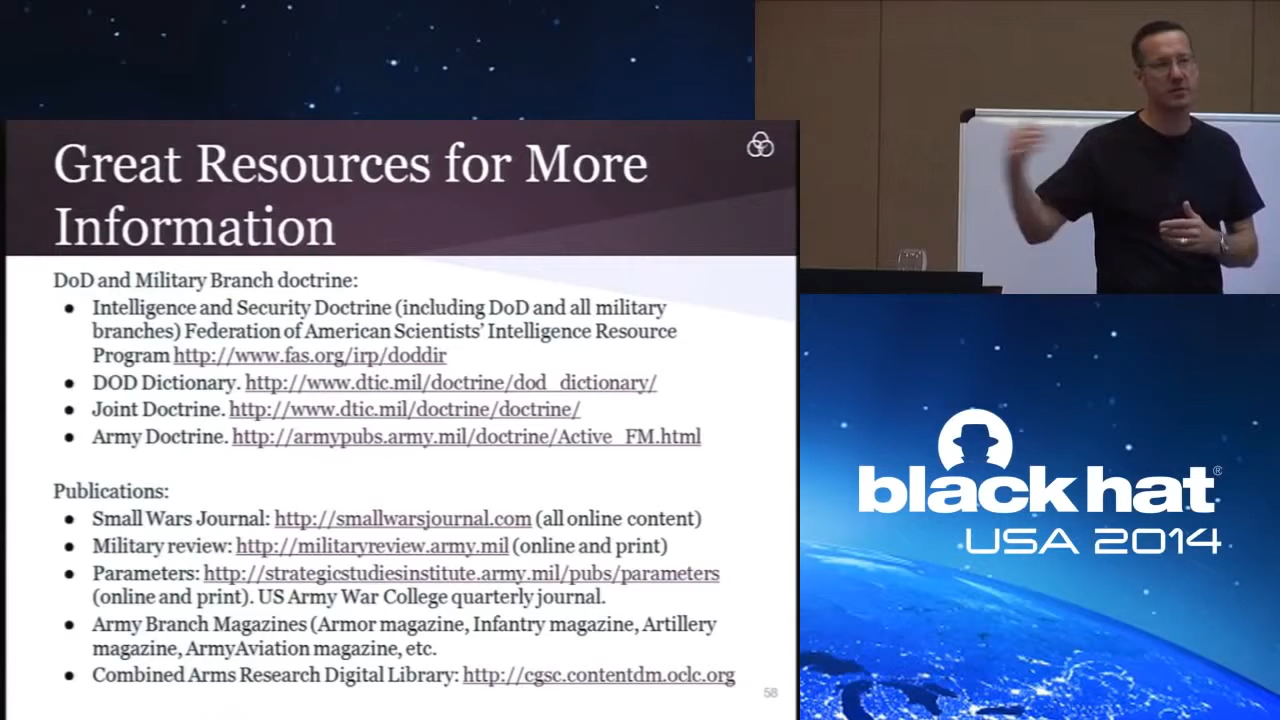 Great Resources for More
Information
DoD and Military Branch doctrine:
● Intelligence and Security Doctrine (including DoD and all military
branches) Federation of American Scientists' Intelligence Resource
Program http://www.fas.org/irp/doddir
● DOD Dictionary. http://www.dtic.mil/doctrine/dod_dictionary/
● Joint Doctrine. http://www.dtic.mil/doctrine/doctrine/
● Army Doctrine. http://armypubs.army.mil/doctrine/Active_FM.html
Publications:
● Small Wars Journal: http://smallwarsjournal.com (all online content)
● Military review: http://militaryreview.army.mil (online and print)
● Parameters: http://strategicstudiesinstitute.army.mil/pubs/parameters
(online and print). US Army War College quarterly journal.
● Army Branch Magazines (Armor magazine, Infantry magazine, Artillery
magazine, ArmyAviation magazine, etc.
● Combined Arms Research Digital Library: http://cgsc.contentdm.oclc.org
58
black hat®
USA 2014